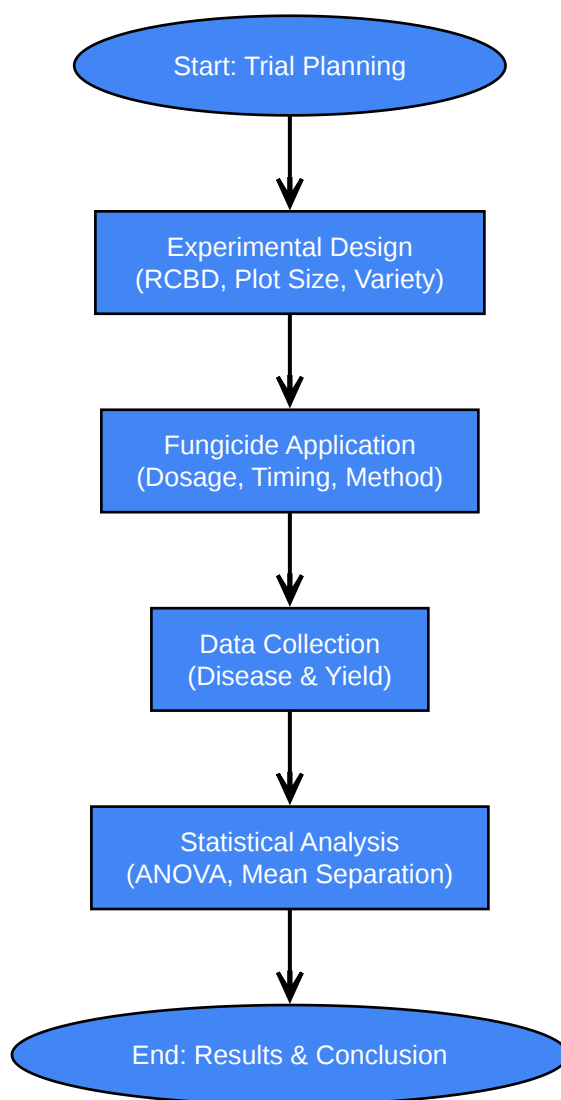 Start: Trial Planning
Experimental Design
(RCBD, Plot Size, Variety)
Fungicide Application
(Dosage, Timing, Method)
Data Collection
(Disease & Yield)
Statistical Analysis
(ANOVA, Mean Separation)
End: Results & Conclusion